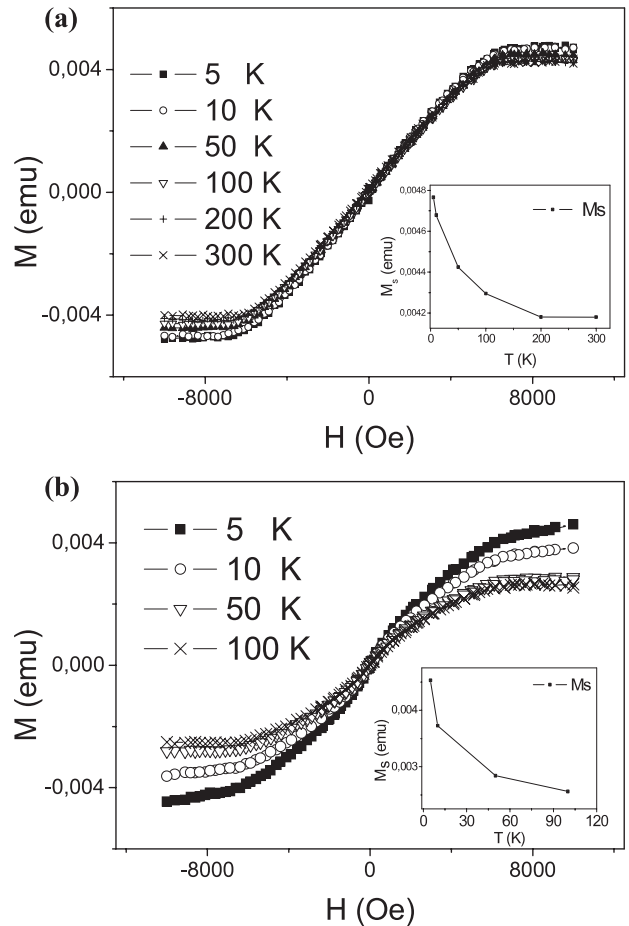 (a)
0,004
0,000
-0,004
M (emu)
5 K
10 K
50 K
100 K
200 K
300 K
0,0048
0,0046
0,0044
0,0042
Ms (emu)
Ms
0 100 200 300
T (K)
-8000 0 8000
H (Oe)
(b)
0,004
0,000
-0,004
M (emu)
5 K
10 K
50 K
100 K
0,004
0,003
Ms (emu)
Ms
0 30 60 90 120
T (K)
-8000 0 8000
H (Oe)